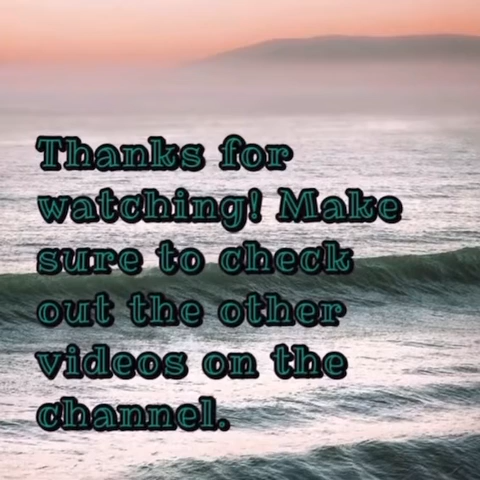 Thanks for
watching! Make
sure to check
out the other
videos on the
channel.